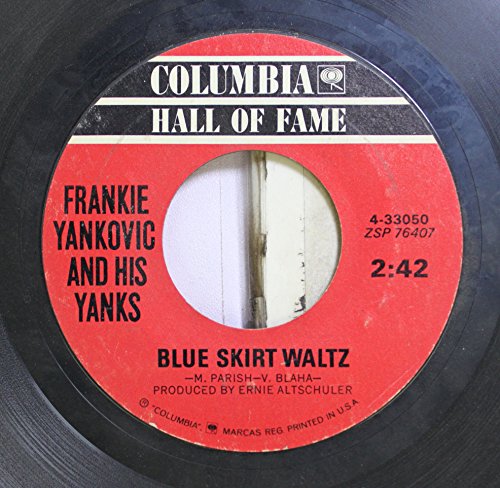 COLUMBIA
HALL OF FAME
FRANKIE
YANKOVIC
AND HIS
YANKS
4-33050
ZSP 76407
2:42
BLUE SKIRT WALTZ
—M. PARISH—V. BLAHA—
PRODUCED BY ERNIE ALTSCHULER
℗ "COLUMBIA", MARCAS REG. PRINTED IN U.S.A.